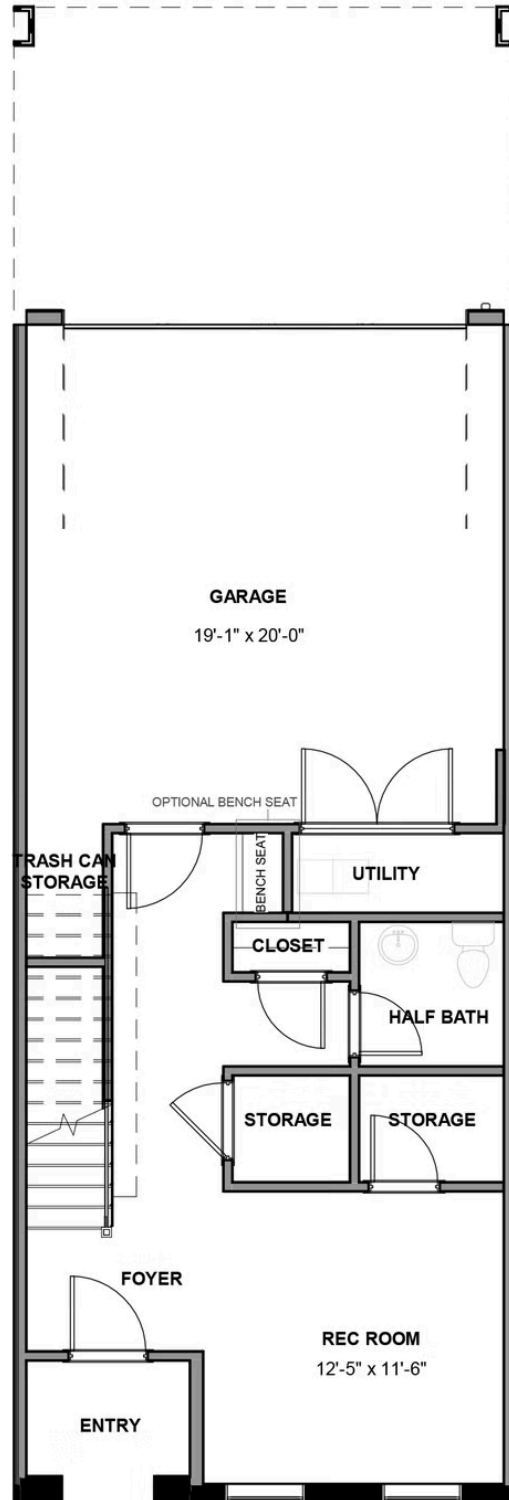 GARAGE
19'-1" x 20'-0"
OPTIONAL BENCH SEAT
TRASH CAN
STORAGE
BENCH SEAT
UTILITY
CLOSET
HALF BATH
STORAGE
STORAGE
FOYER
REC ROOM
12'-5" x 11'-6"
ENTRY